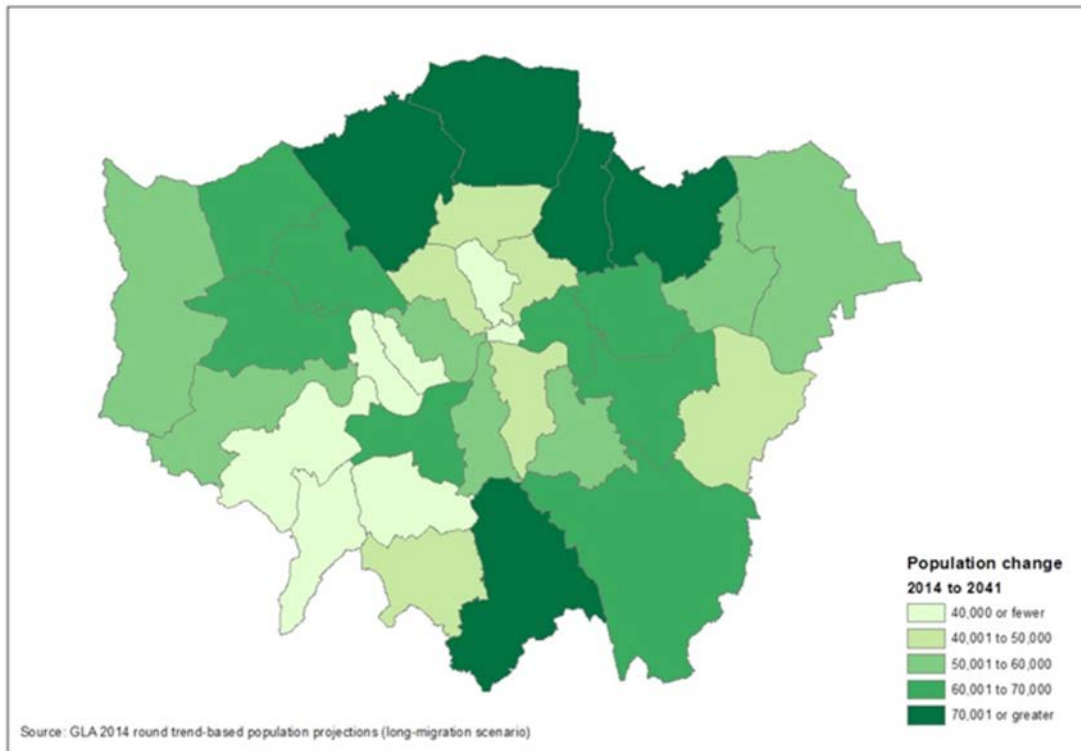 Population change
2014 to 2041
40,000 or fewer
40,001 to 50,000
50,001 to 60,000
60,001 to 70,000
70,001 or greater
Source: GLA 2014 round trend-based population projections (long-migration scenario)